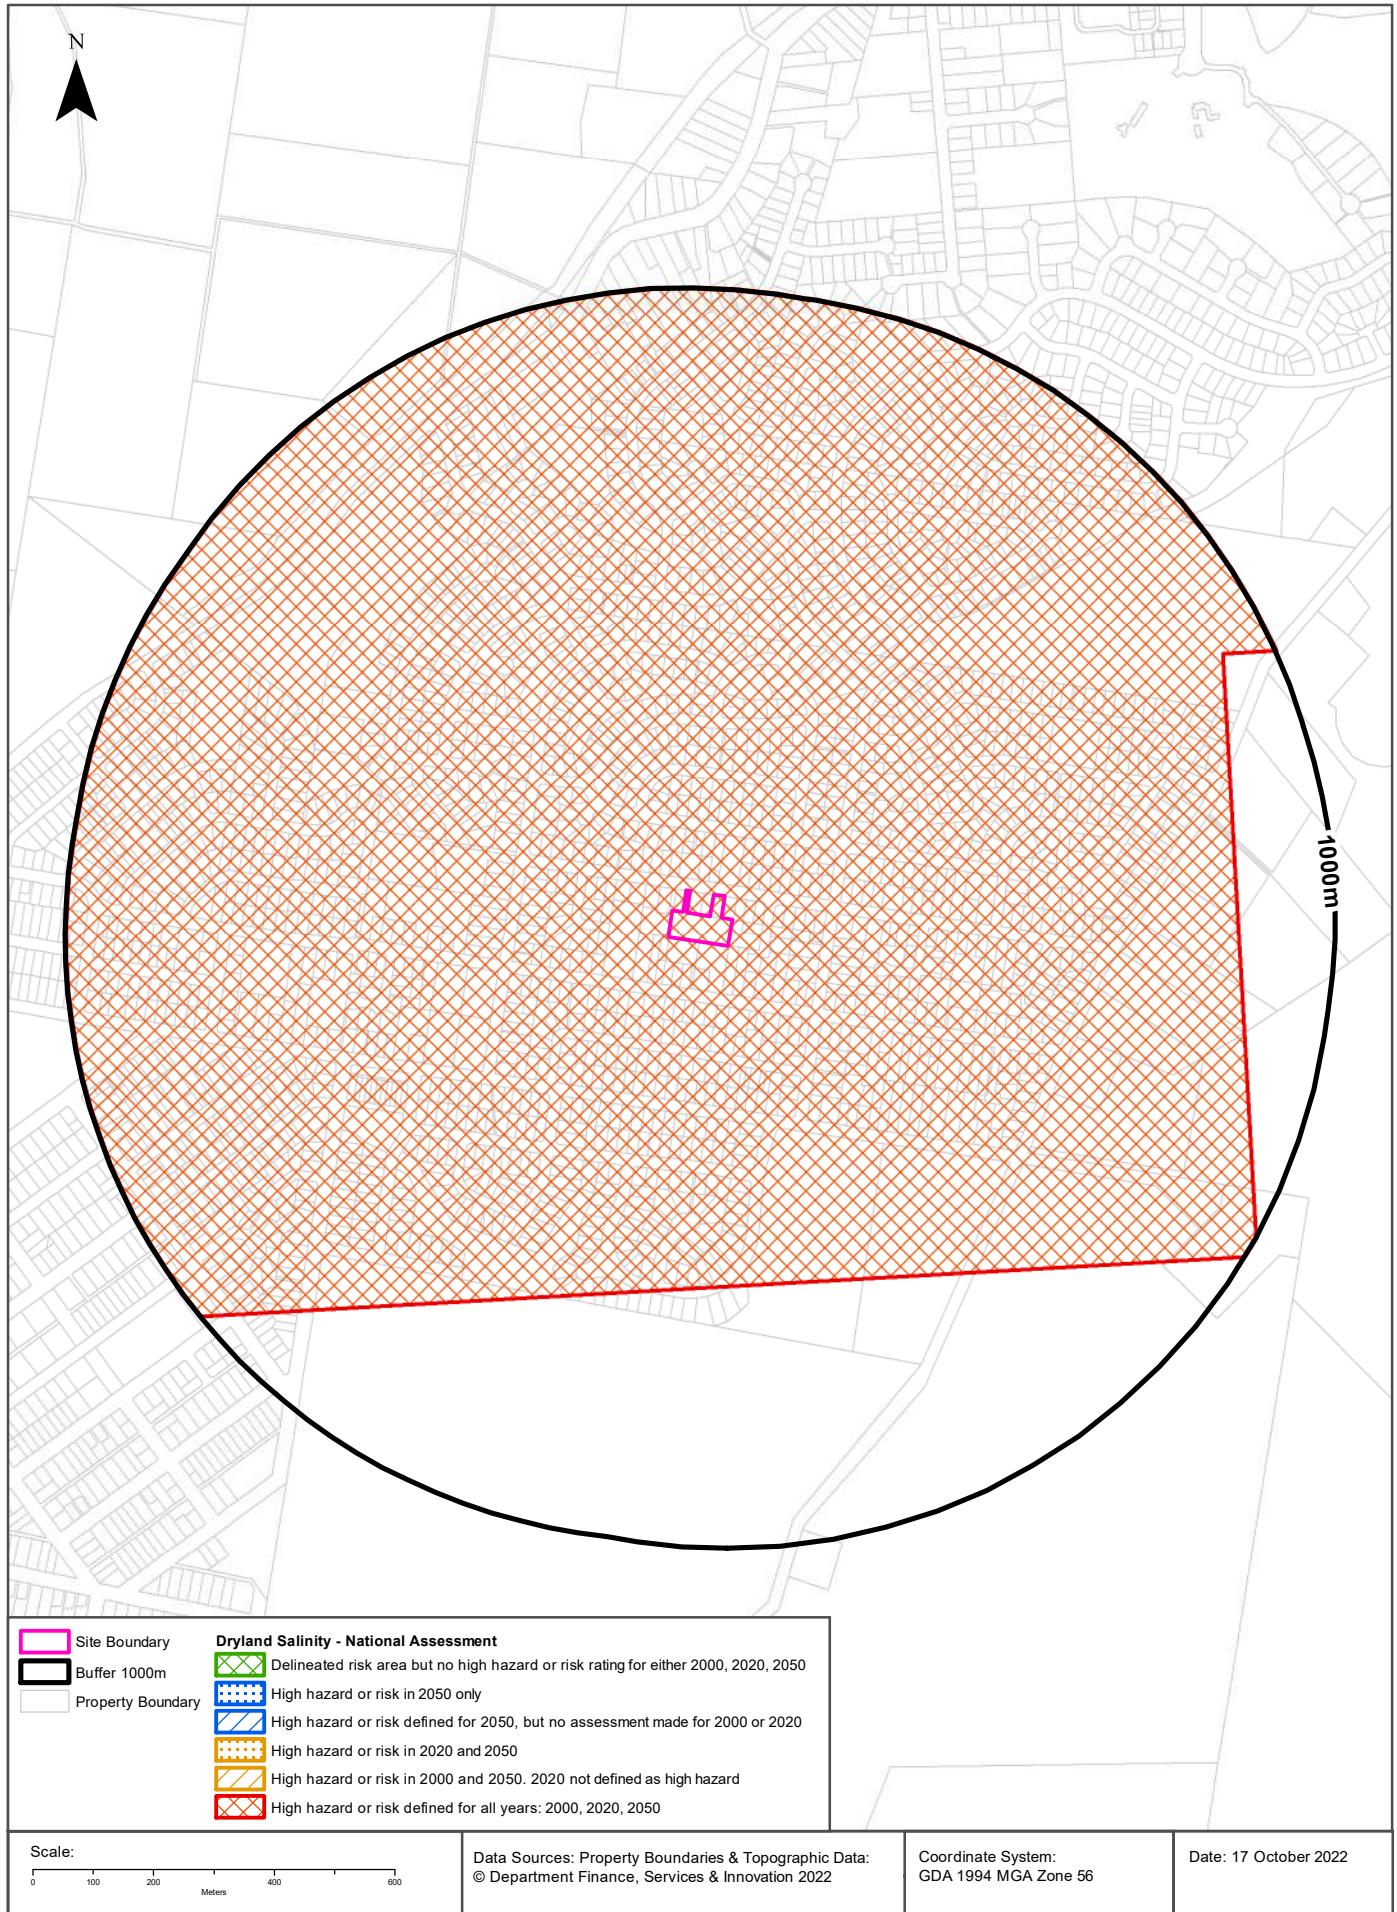 N
1000m
Site Boundary
Buffer 1000m
Property Boundary
Dryland Salinity - National Assessment
Delineated risk area but no high hazard or risk rating for either 2000, 2020, 2050
High hazard or risk in 2050 only
High hazard or risk defined for 2050, but no assessment made for 2000 or 2020
High hazard or risk in 2020 and 2050
High hazard or risk in 2000 and 2050. 2020 not defined as high hazard
High hazard or risk defined for all years: 2000, 2020, 2050
Scale:
0 100 200 400 600
Meters
Data Sources: Property Boundaries & Topographic Data:
© Department Finance, Services & Innovation 2022
Coordinate System:
GDA 1994 MGA Zone 56
Date: 17 October 2022